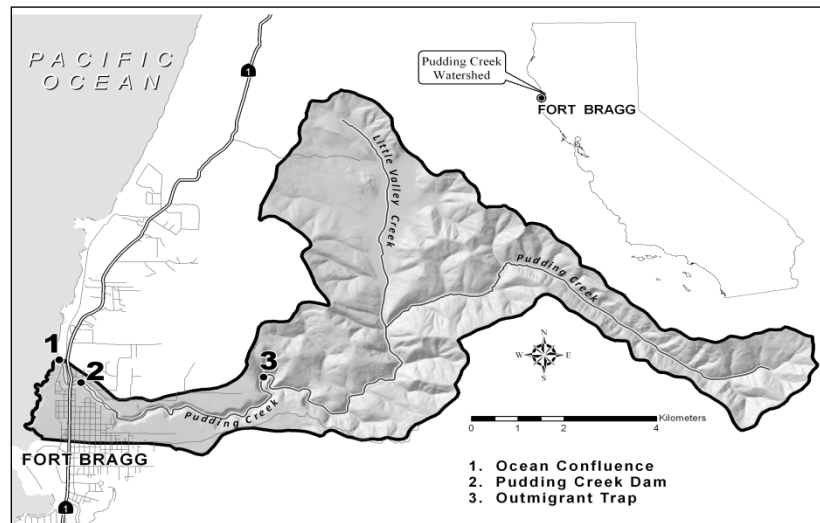 PACIFIC
OCEAN
1
Pudding Creek
Watershed
FORT BRAGG
Little Valley Creek
Pudding Creek
1
2
3
Pudding Creek
N
W E
S
Kilometers
0 1 2 4
FORT BRAGG
1. Ocean Confluence
2. Pudding Creek Dam
3. Outmigrant Trap
1